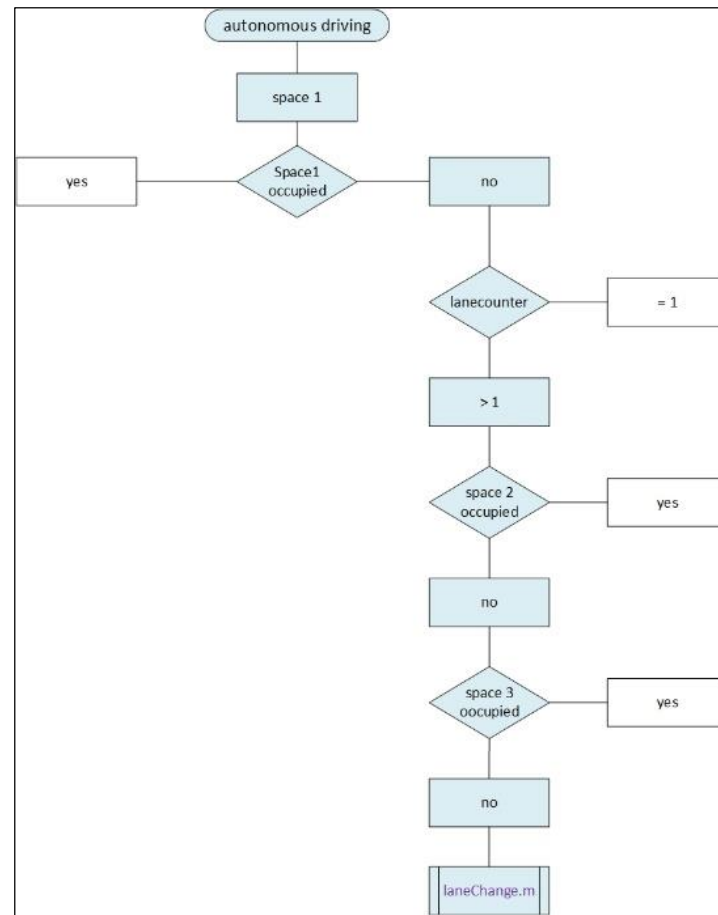 autonomous driving
space 1
yes
Space1
occupied
no
lanecounter
= 1
> 1
space 2
occupied
yes
no
space 3
oocupied
yes
no
laneChange.m